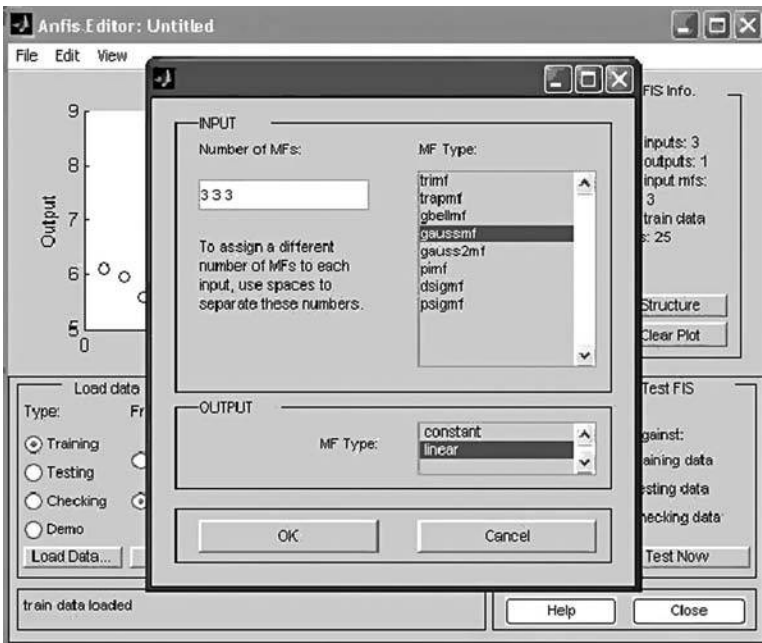 Anfis Editor: Untitled
File Edit View
Output
9
8
7
6
5
0
INPUT
Number of MFs:
3 3 3
To assign a different
number of MFs to each
input, use spaces to
separate these numbers.
MF Type:
trimf
trapmf
gbellmf
gaussmf
gauss2mf
pimf
dsigmf
psigmf
OUTPUT
MF Type:
constant
linear
OK
Cancel
FIS Info.
inputs: 3
outputs: 1
input mfs:
3
train data
s: 25
Structure
Clear Plot
Load data
Type:
Fr
Training
Testing
Checking
Demo
Load Data...
Test FIS
gainst:
aining data
esting data
hecking data
Test Now
train data loaded
Help
Close